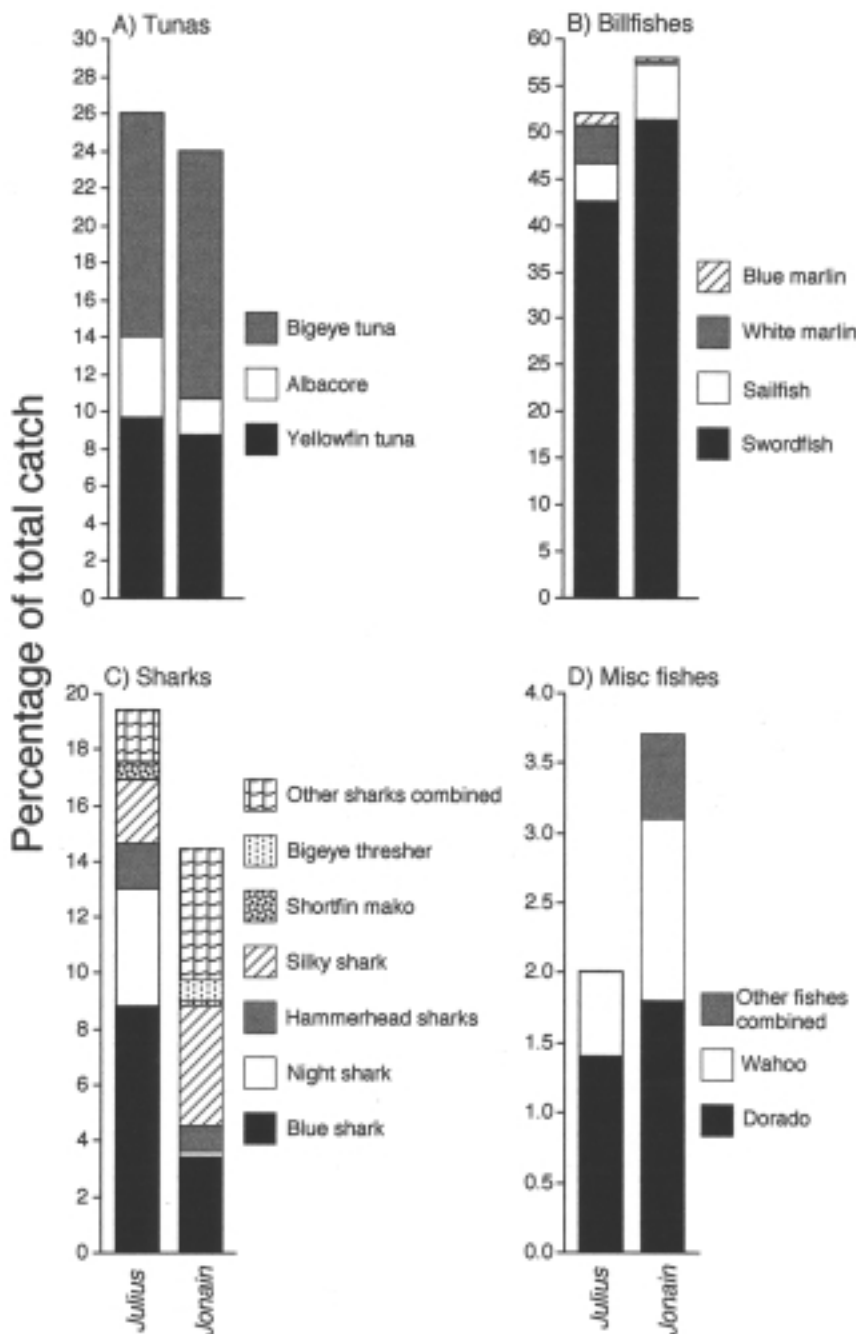 Percentage of total catch
A) Tunas
30
28
26
24
22
20
18
16
14
12
10
8
6
4
2
0
Bigeye tuna
Albacore
Yellowfin tuna
B) Billfishes
60
55
50
45
40
35
30
25
20
15
10
5
0
Blue marlin
White marlin
Sailfish
Swordfish
C) Sharks
20
18
16
14
12
10
8
6
4
2
0
Other sharks combined
Bigeye thresher
Shortfin mako
Silky shark
Hammerhead sharks
Night shark
Blue shark
Julius
Jonain
D) Misc fishes
4.0
3.5
3.0
2.5
2.0
1.5
1.0
0.5
0.0
Other fishes
combined
Wahoo
Dorado
Julius
Jonain